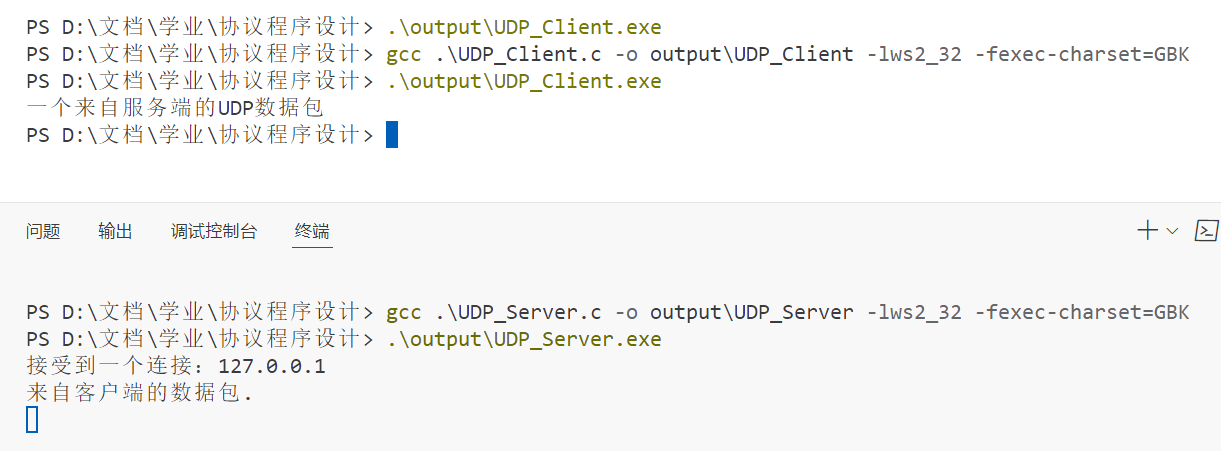 PS D:\文档\学业\协议程序设计> .\output\UDP_Client.exe
PS D:\文档\学业\协议程序设计> gcc .\UDP_Client.c -o output\UDP_Client -lws2_32 -fexec-charset=GBK
PS D:\文档\学业\协议程序设计> .\output\UDP_Client.exe
一个来自服务端的UDP数据包
PS D:\文档\学业\协议程序设计>
问题 输出 调试控制台 终端
PS D:\文档\学业\协议程序设计> gcc .\UDP_Server.c -o output\UDP_Server -lws2_32 -fexec-charset=GBK
PS D:\文档\学业\协议程序设计> .\output\UDP_Server.exe
接受到一个连接：127.0.0.1
来自客户端的数据包.